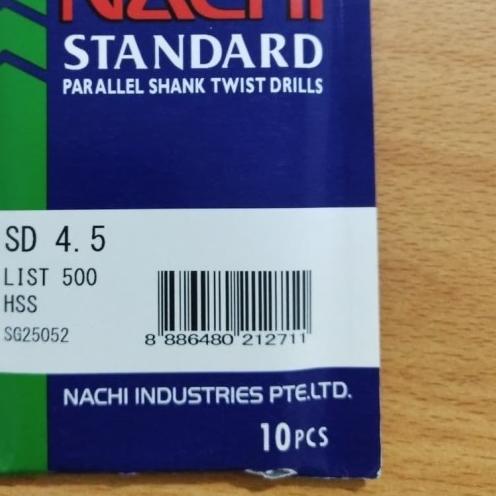 NACHI
STANDARD
PARALLEL SHANK TWIST DRILLS
SD 4.5
LIST 500
HSS
SG25052
8 886480 212711
NACHI INDUSTRIES PTE.LTD.
10PCS